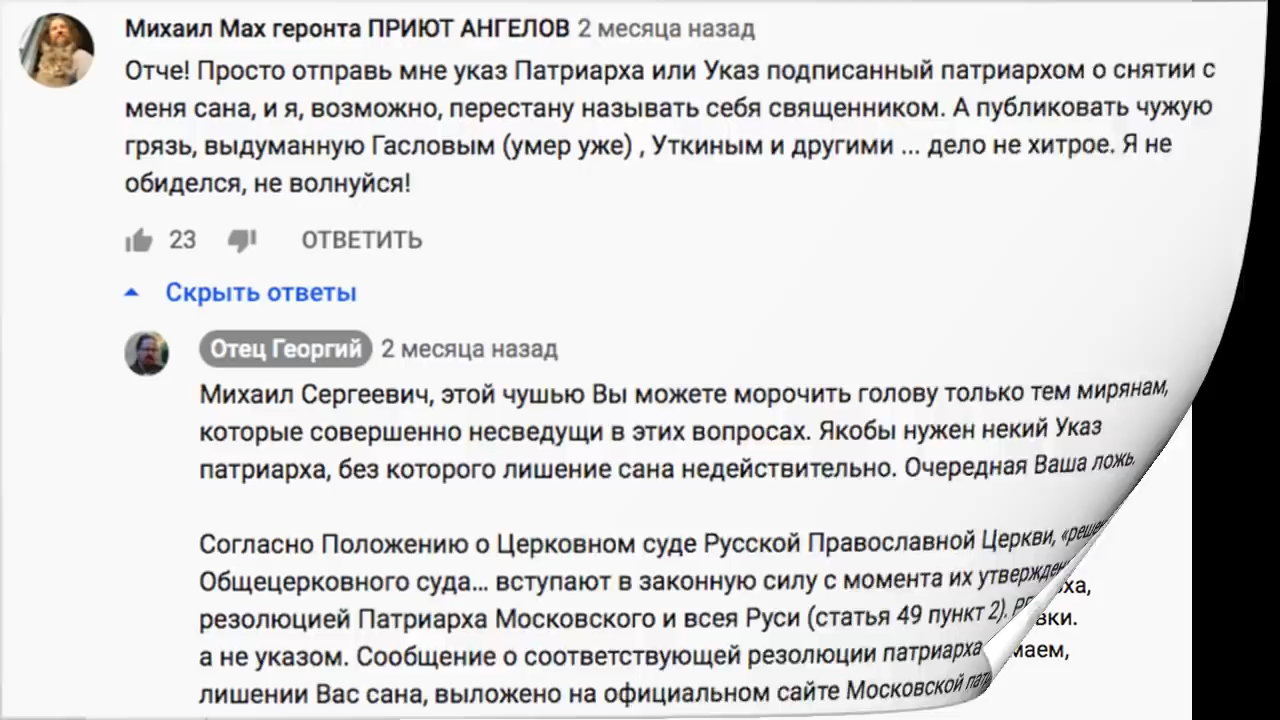 Михаил Мах геронта ПРИЮТ АНГЕЛОВ 2 месяца назад
Отче! Просто отправь мне указ Патриарха или Указ подписанный патриархом о снятии с
меня сана, и я, возможно, перестану называть себя священником. А публиковать чужую
грязь, выдуманную Гасловым (умер уже) , Уткиным и другими ... дело не хитрое. Я не
обиделся, не волнуйся!
23 ОТВЕТИТЬ
Скрыть ответы
Отец Георгий 2 месяца назад
Михаил Сергеевич, этой чушью Вы можете морочить голову только тем мирянам,
которые совершенно несведущи в этих вопросах. Якобы нужен некий Указ
патриарха, без которого лишение сана недействительно. Очередная Ваша ложь.
Согласно Положению о Церковном суде Русской Православной Церкви,
Общецерковного суда… вступают в законную силу с момента их
резолюцией Патриарха Московского и всея Руси (статья 49 пункт 2).
а не указом. Сообщение о соответствующей резолюции патриарха
лишении Вас сана, выложено на официальном сайте Московской